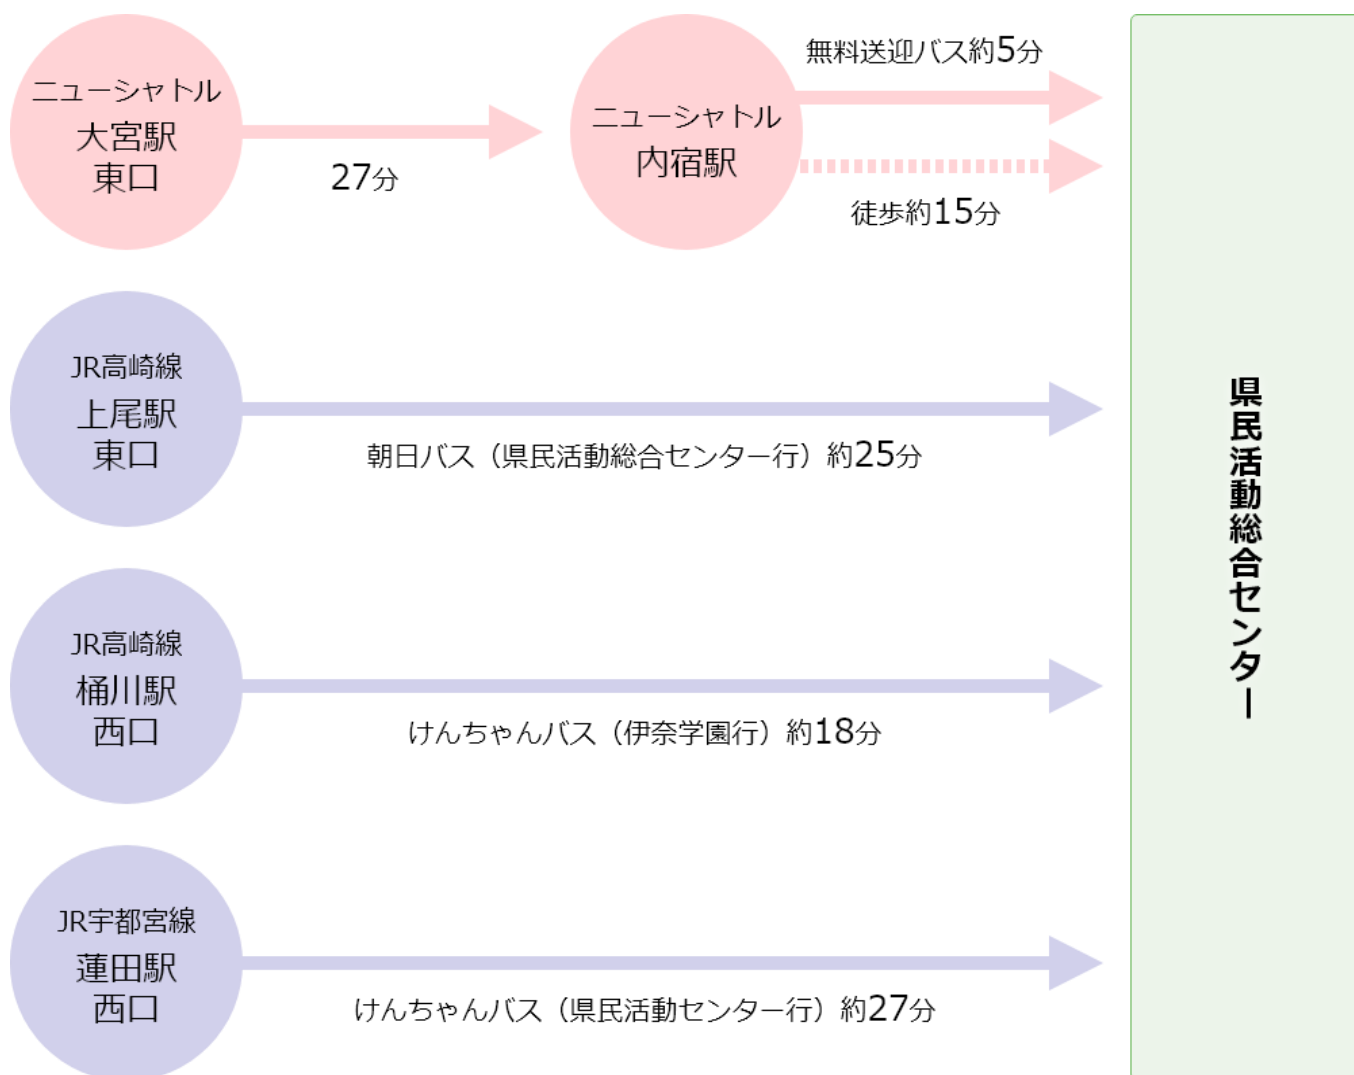 ニューシャトル
大宮駅
東口
27分
ニューシャトル
内宿駅
無料送迎バス約5分
徒歩約15分
JR高崎線
上尾駅
東口
朝日バス（県民活動総合センター行）約25分
JR高崎線
桶川駅
西口
けんちゃんバス（伊奈学園行）約18分
JR宇都宮線
蓮田駅
西口
けんちゃんバス（県民活動センター行）約27分
県民活動総合センター